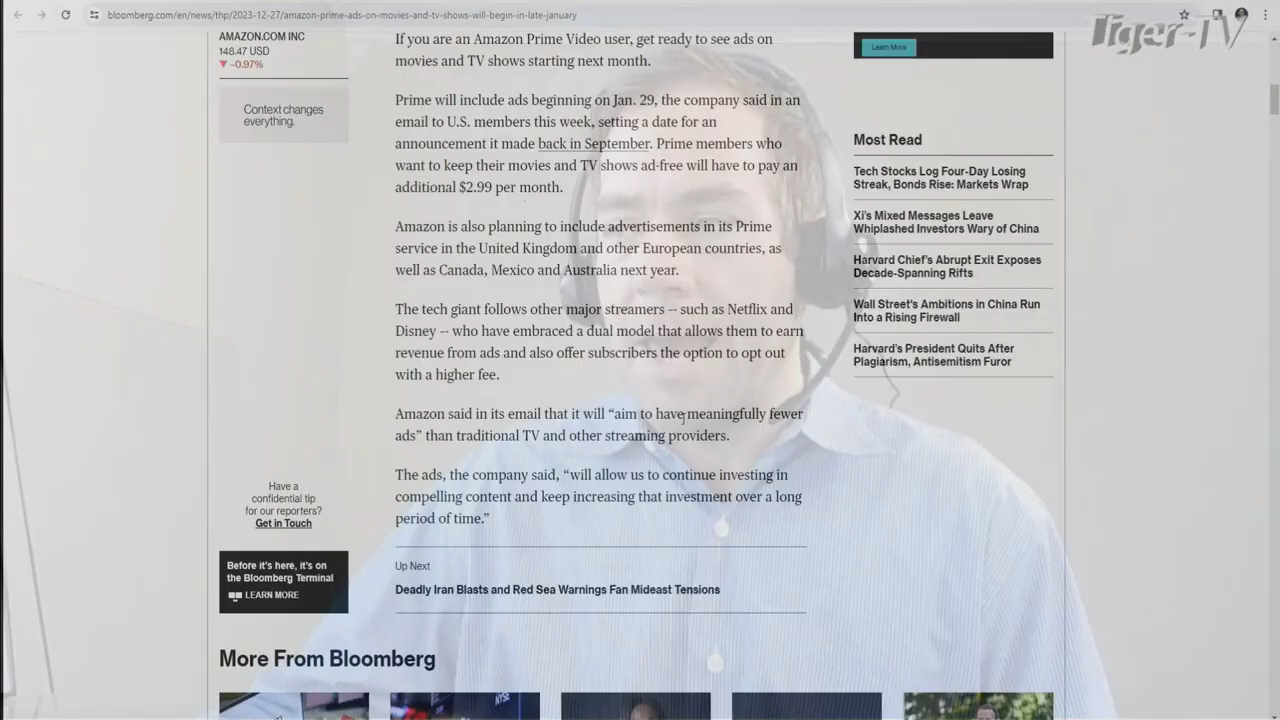 bloomberg.com/en/news/thp/2023-12-27/amazon-prime-ads-on-movies-and-tv-shows-will-begin-in-late-january
Tiger-TV
AMAZON.COM INC
148.47 USD
▼ −0.97%
Context changes
everything.
If you are an Amazon Prime Video user, get ready to see ads on
movies and TV shows starting next month.
Prime will include ads beginning on Jan. 29, the company said in an
email to U.S. members this week, setting a date for an
announcement it made back in September. Prime members who
want to keep their movies and TV shows ad-free will have to pay an
additional $2.99 per month.
Amazon is also planning to include advertisements in its Prime
service in the United Kingdom and other European countries, as
well as Canada, Mexico and Australia next year.
The tech giant follows other major streamers -- such as Netflix and
Disney -- who have embraced a dual model that allows them to earn
revenue from ads and also offer subscribers the option to opt out
with a higher fee.
Amazon said in its email that it will “aim to have meaningfully fewer
ads” than traditional TV and other streaming providers.
The ads, the company said, “will allow us to continue investing in
compelling content and keep increasing that investment over a long
period of time.”
Up Next
Deadly Iran Blasts and Red Sea Warnings Fan Mideast Tensions
Learn More
Most Read
Tech Stocks Log Four-Day Losing
Streak, Bonds Rise: Markets Wrap
Xi’s Mixed Messages Leave
Whiplashed Investors Wary of China
Harvard Chief’s Abrupt Exit Exposes
Decade-Spanning Rifts
Wall Street’s Ambitions in China Run
Into a Rising Firewall
Harvard’s President Quits After
Plagiarism, Antisemitism Furor
Have a
confidential tip
for our reporters?
Get in Touch
Before it’s here, it’s on
the Bloomberg Terminal
LEARN MORE
More From Bloomberg
NYSE